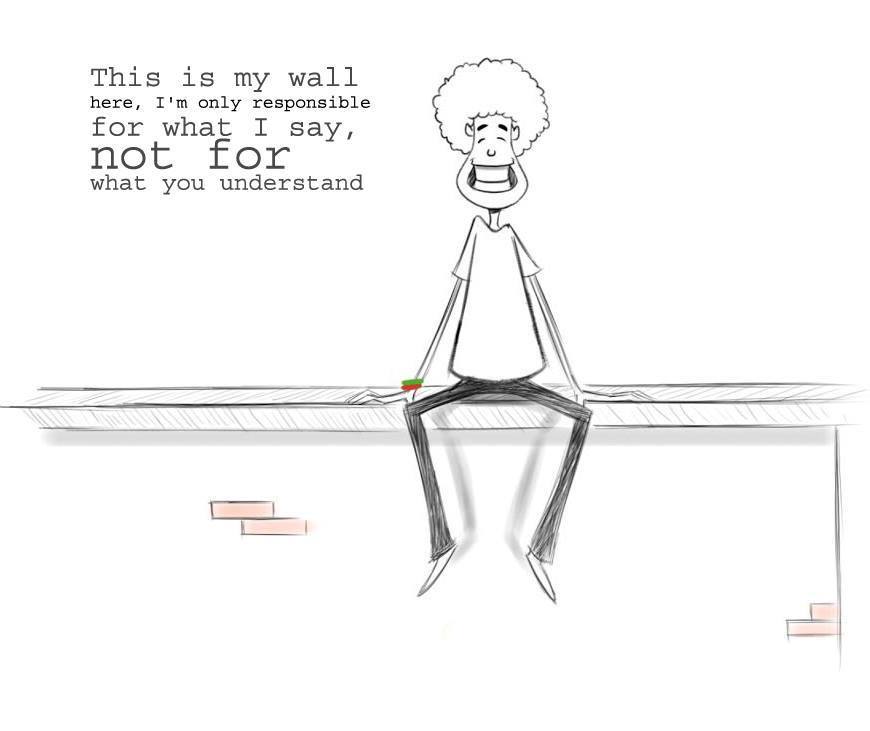 This is my wall
here, I'm only responsible
for what I say,
not for
what you understand